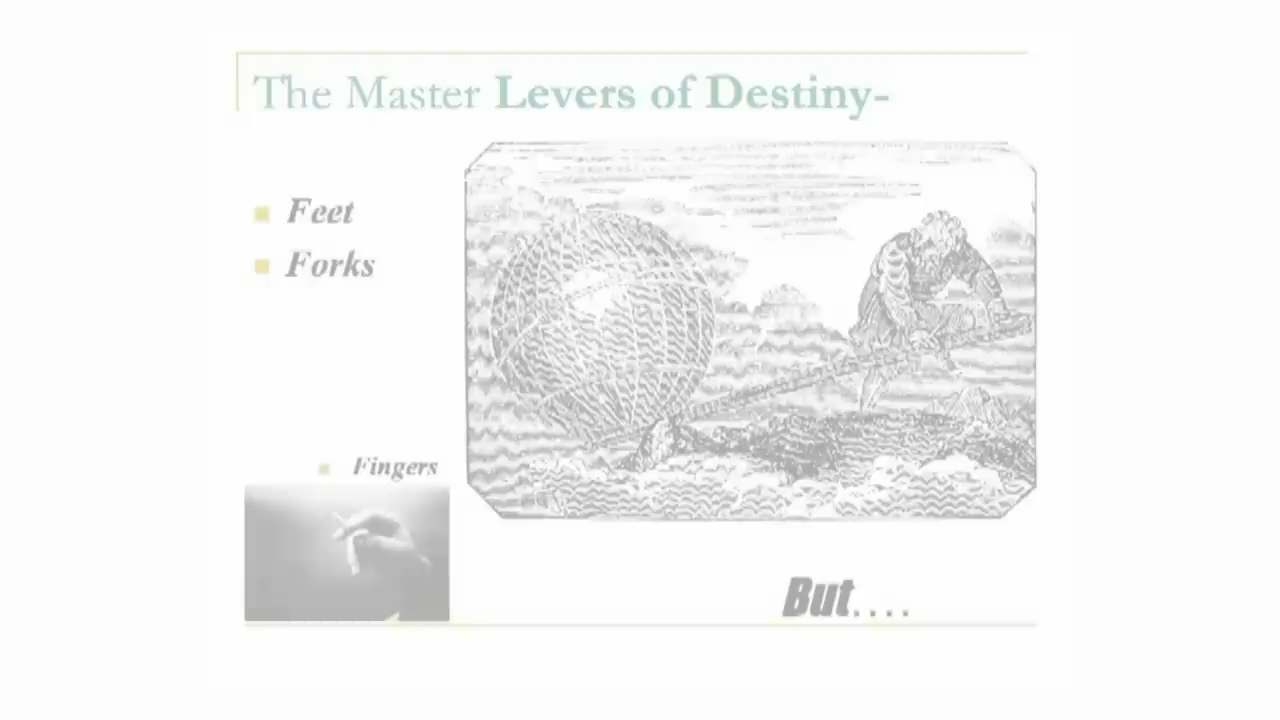 The Master Levers of Destiny-
Feet
Forks
Fingers
But....